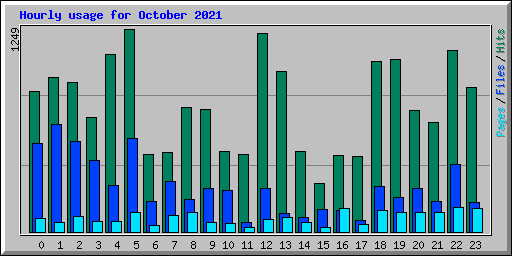 Hourly usage for October 2021
1249
Pages/Files/Hits
0 1 2 3 4 5 6 7 8 9 10 11 12 13 14 15 16 17 18 19 20 21 22 23